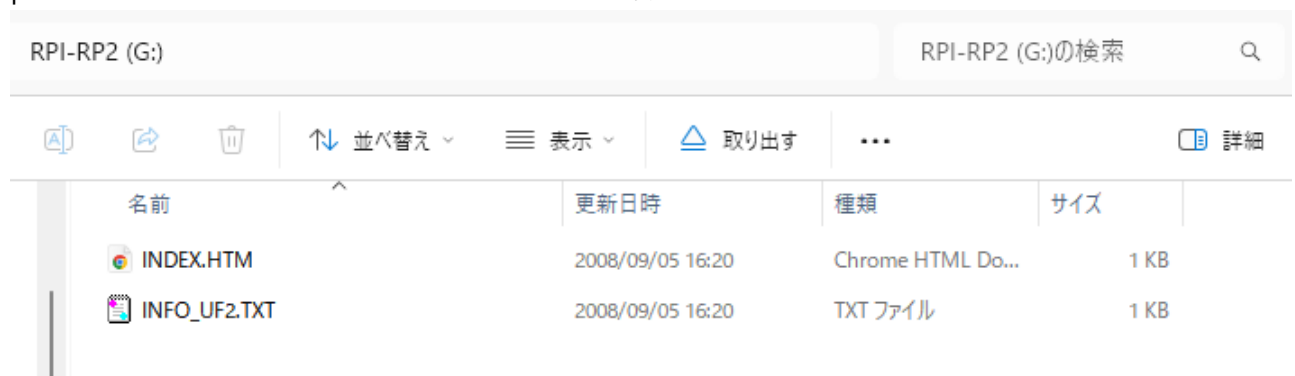 RPI-RP2 (G:) RPI-RP2 (G:)の検索
並べ替え 表示 取り出す ••• 詳細
名前 更新日時 種類 サイズ
INDEX.HTM 2008/09/05 16:20 Chrome HTML Do... 1 KB
INFO_UF2.TXT 2008/09/05 16:20 TXT ファイル 1 KB